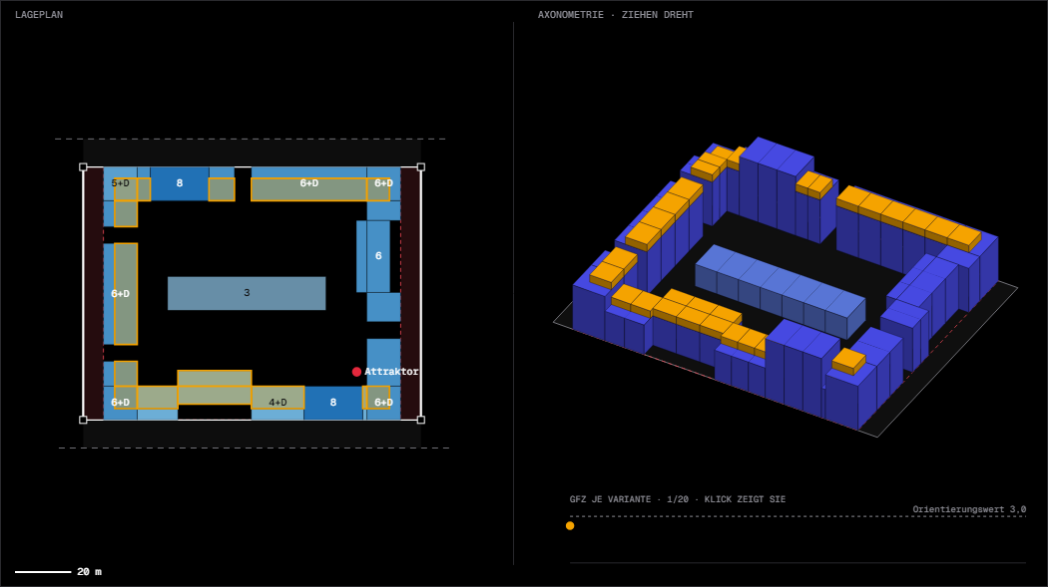 LAGEPLAN
AXONOMETRIE · ZIEHEN DREHT
5+D
8
6+D
6+D
6
6+D
3
Attraktor
6+D
4+D
8
6+D
GFZ JE VARIANTE · 1/20 · KLICK ZEIGT SIE
Orientierungswert 3,0
20 m